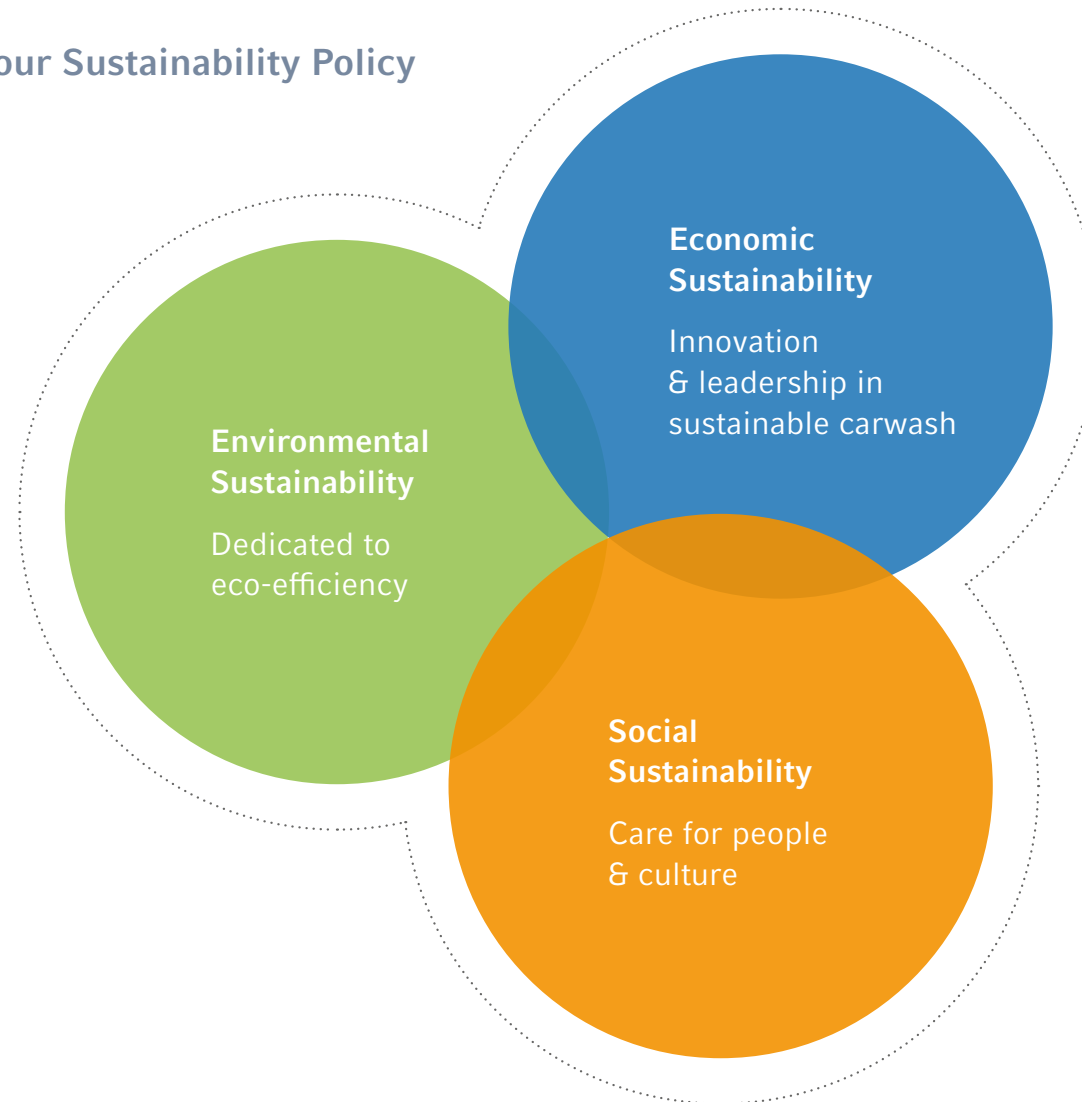 our Sustainability Policy
Economic
Sustainability
Innovation
& leadership in
sustainable carwash
Environmental
Sustainability
Dedicated to
eco-efficiency
Social
Sustainability
Care for people
& culture